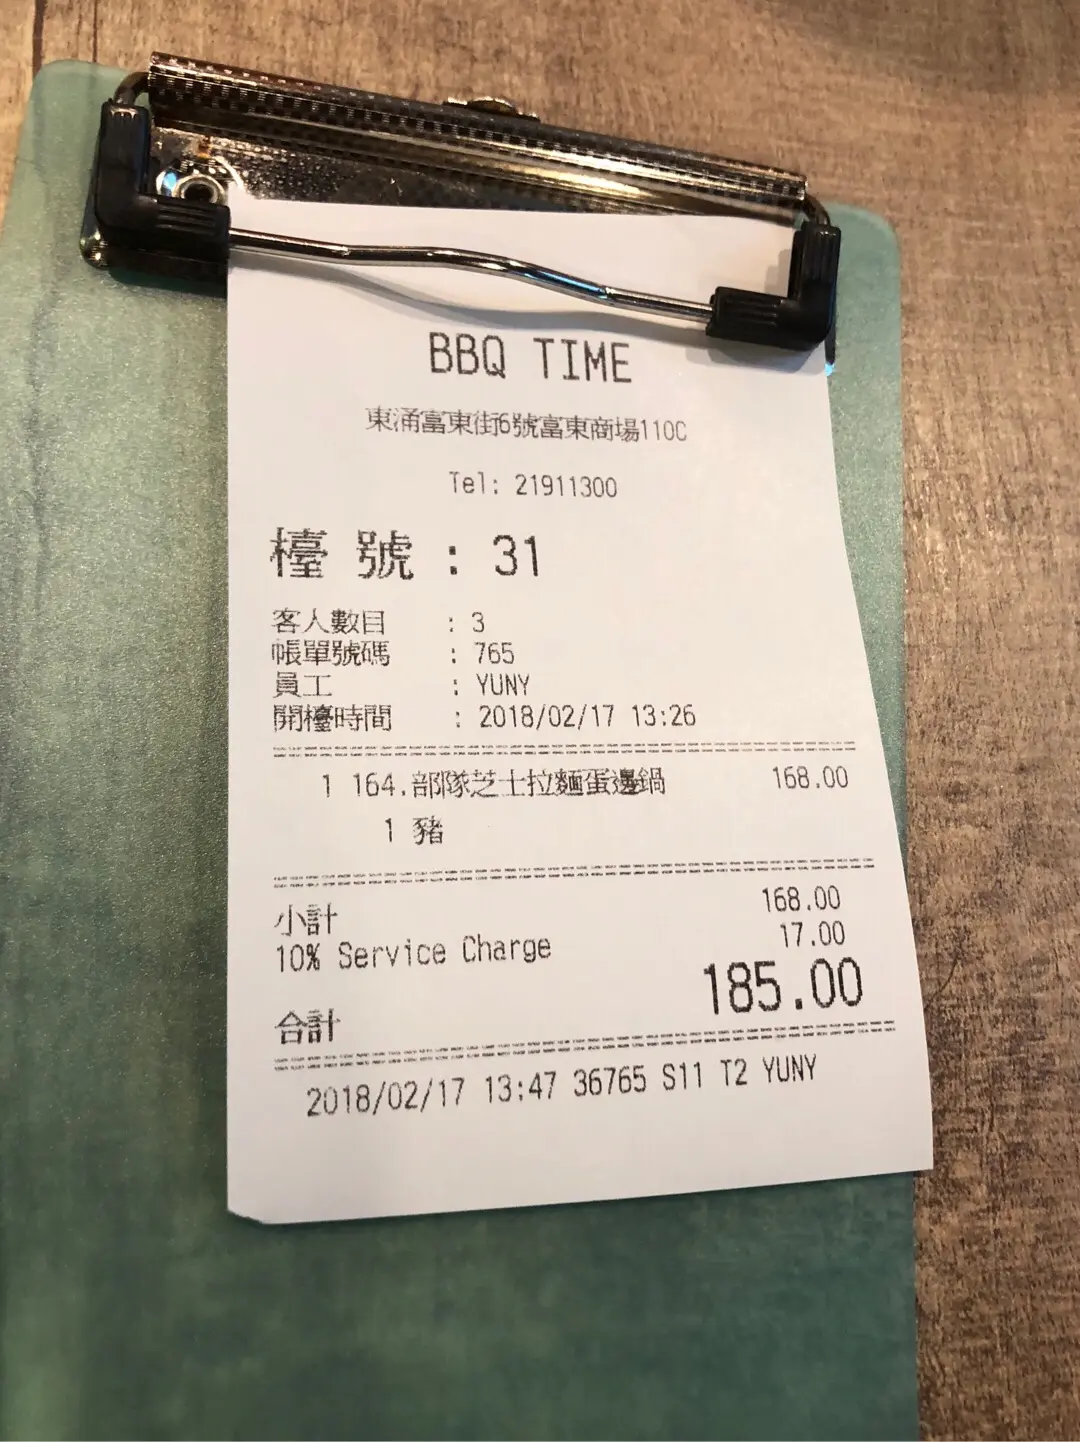 BBQ TIME
東涌富東街6號富東商場110C
Tel: 21911300
檯 號 : 31
客人數目 : 3
帳單號碼 : 765
員工 : YUNY
開檯時間 : 2018/02/17 13:26
1 164.部隊芝士拉麵蛋邊鍋 168.00
1 豬
小計 168.00
10% Service Charge 17.00
合計 185.00
2018/02/17 13:47 36765 S11 T2 YUNY